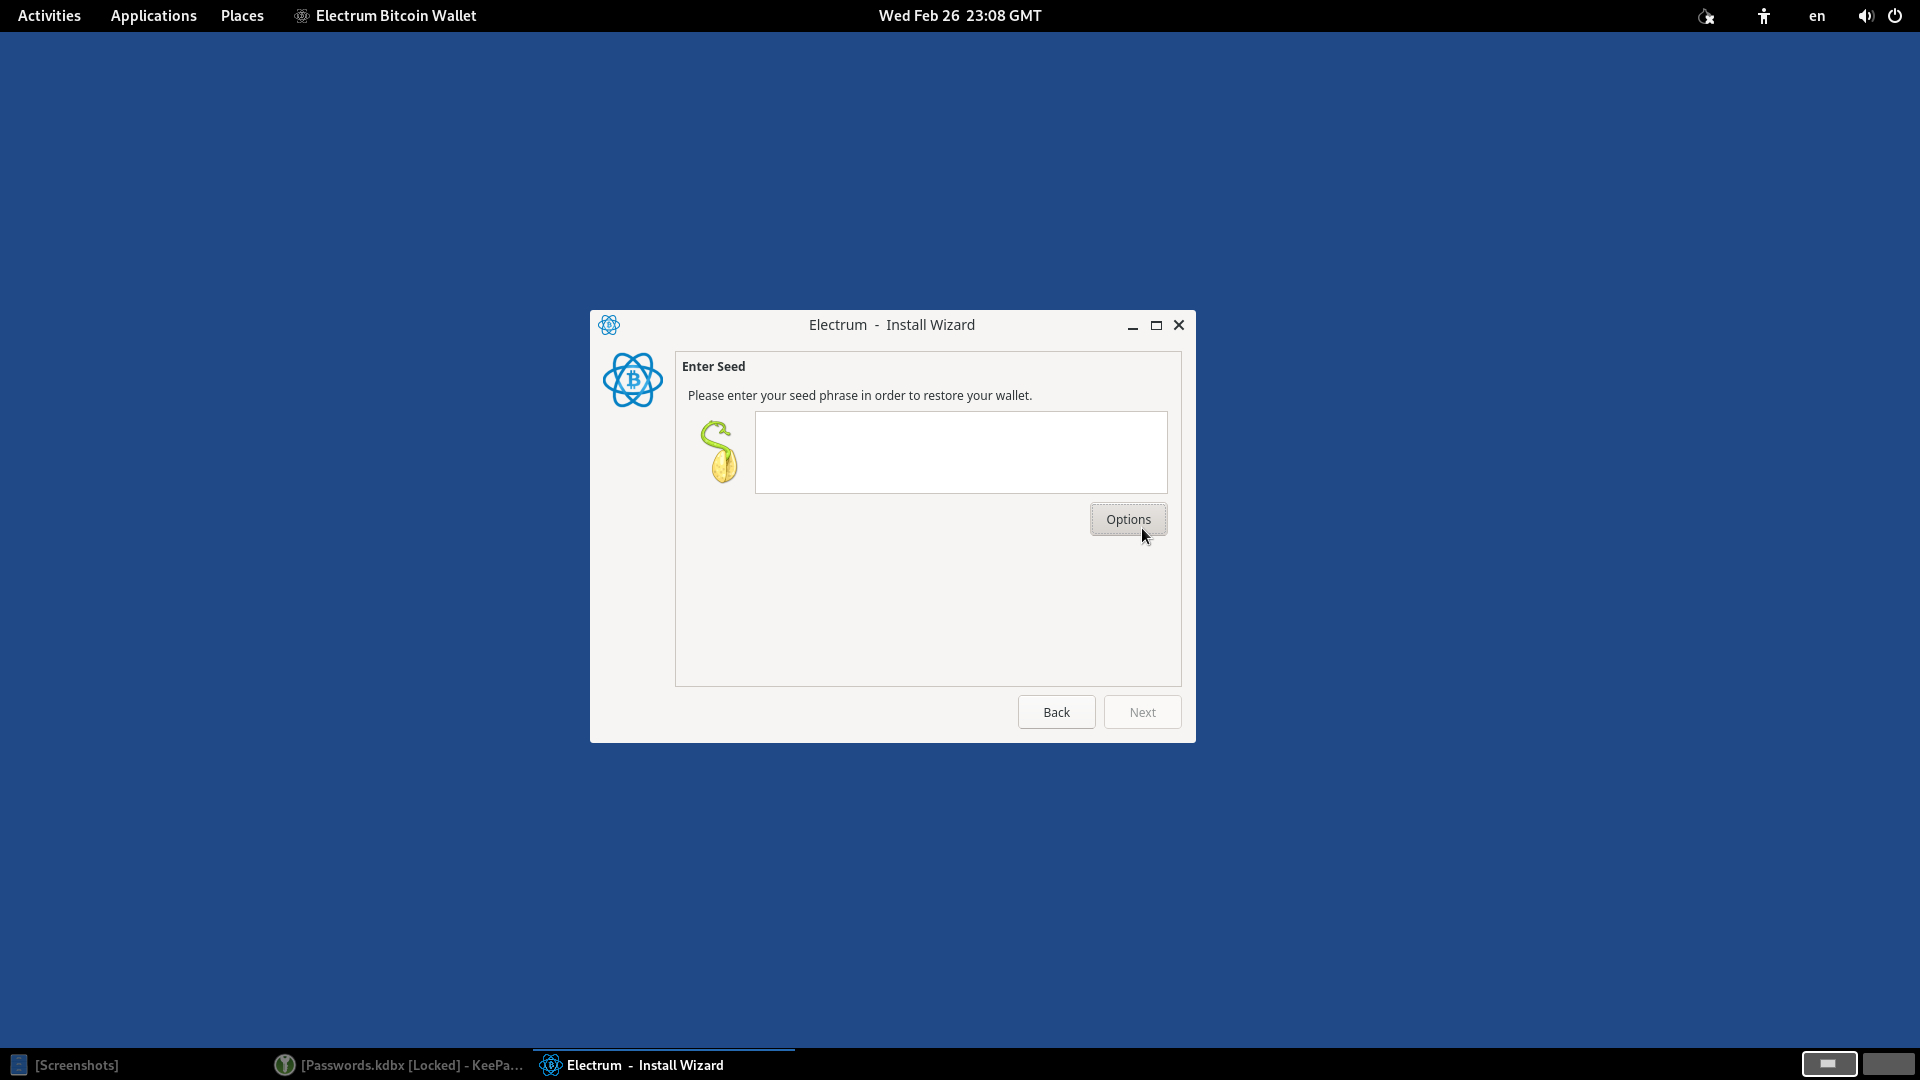 Activities Applications Places Electrum Bitcoin Wallet Wed Feb 26 23:08 GMT en
Electrum - Install Wizard
Enter Seed
Please enter your seed phrase in order to restore your wallet.
Options
Back Next
[Screenshots] [Passwords.kdbx [Locked] - KeePa... Electrum - Install Wizard